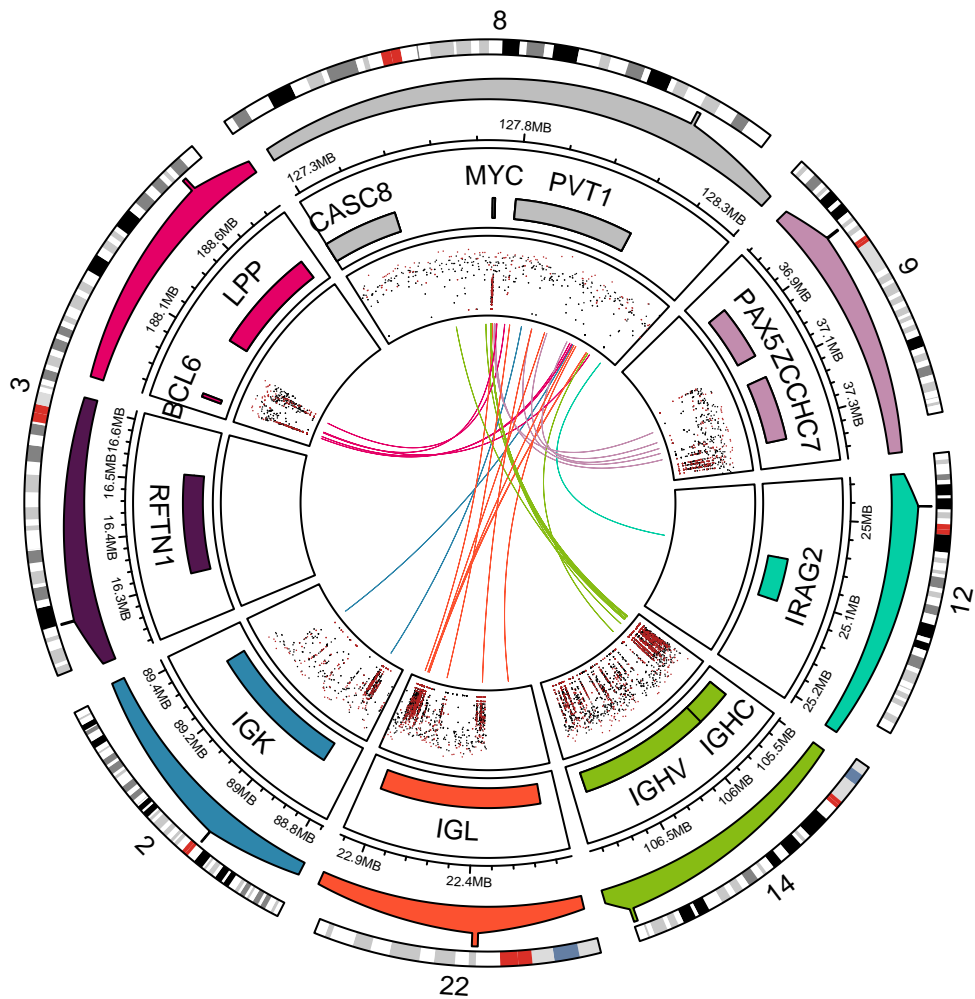 8
127.3MB
127.8MB
128.3MB
CASC8
MYC
PVT1
9
36.9MB
37.1MB
37.3MB
PAX5
ZCCHC7
12
25MB
25.1MB
25.2MB
IRAG2
14
105.5MB
106MB
106.5MB
IGHC
IGHV
22
22.4MB
22.9MB
IGL
2
88.8MB
89MB
89.2MB
89.4MB
IGK
3
16.3MB
16.4MB
16.5MB
16.6MB
RFTN1
188.1MB
188.6MB
BCL6
LPP